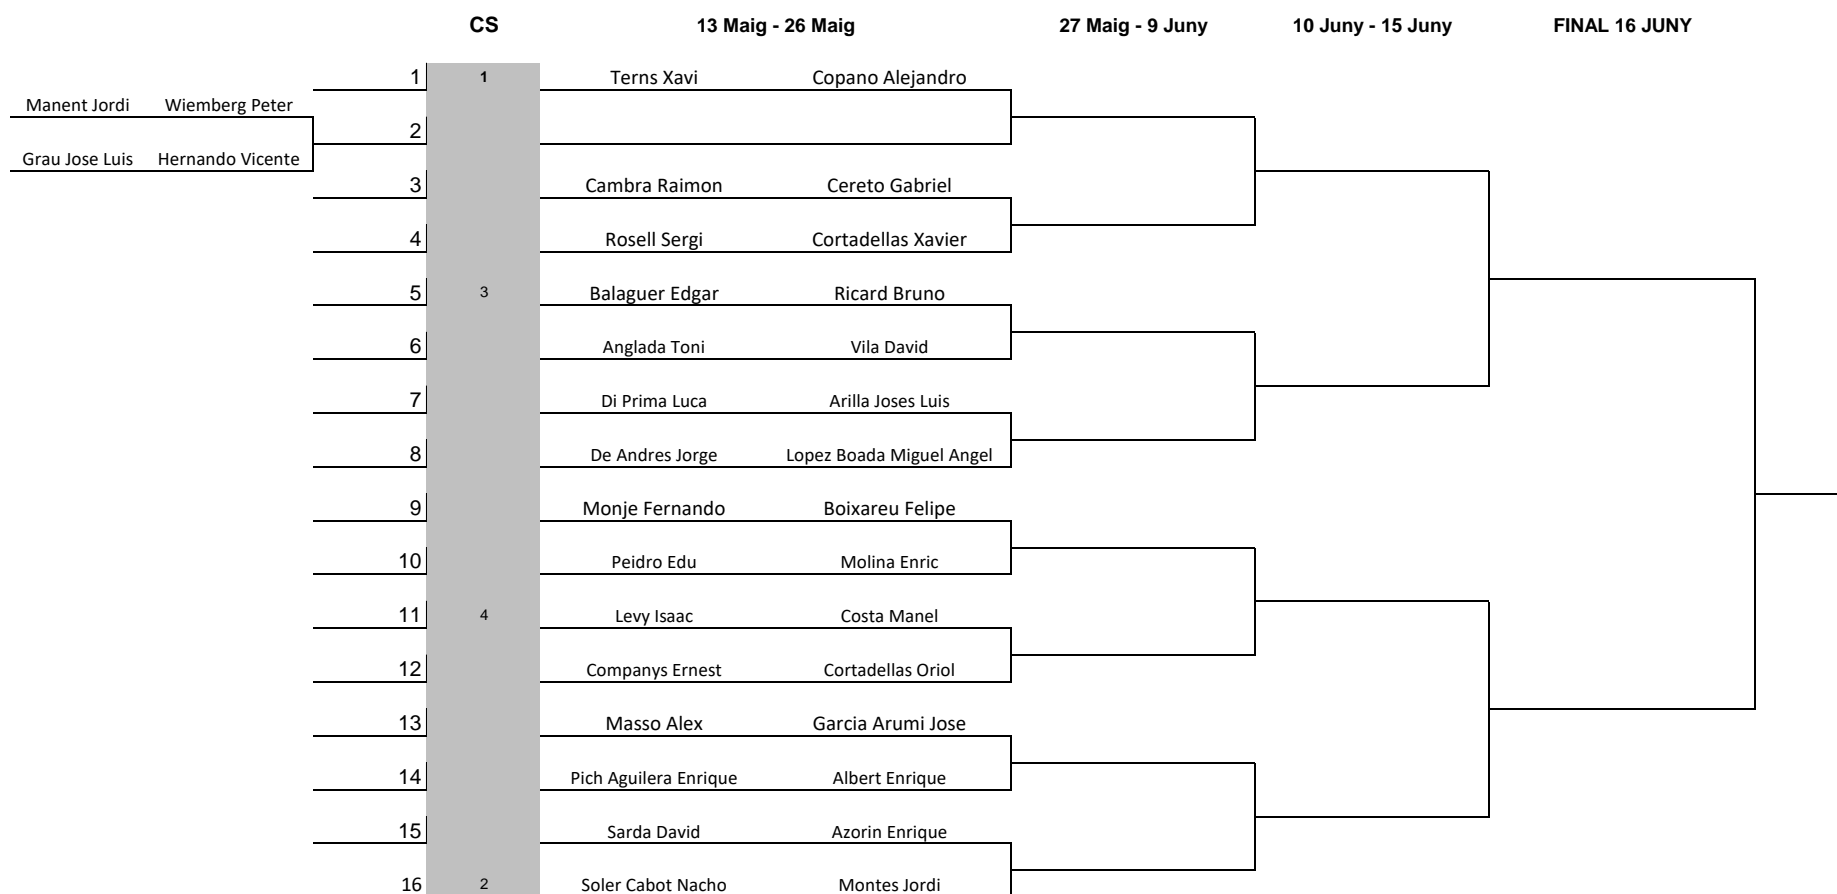 CS 13 Maig - 26 Maig 27 Maig - 9 Juny 10 Juny - 15 Juny FINAL 16 JUNY
1 1 Terns Xavi Copano Alejandro
Manent Jordi Wiemberg Peter
2
Grau Jose Luis Hernando Vicente
3 Cambra Raimon Cereto Gabriel
4 Rosell Sergi Cortadellas Xavier
5 3 Balaguer Edgar Ricard Bruno
6 Anglada Toni Vila David
7 Di Prima Luca Arilla Joses Luis
8 De Andres Jorge Lopez Boada Miguel Angel
9 Monje Fernando Boixareu Felipe
10 Peidro Edu Molina Enric
11 4 Levy Isaac Costa Manel
12 Companys Ernest Cortadellas Oriol
13 Masso Alex Garcia Arumi Jose
14 Pich Aguilera Enrique Albert Enrique
15 Sarda David Azorin Enrique
16 2 Soler Cabot Nacho Montes Jordi